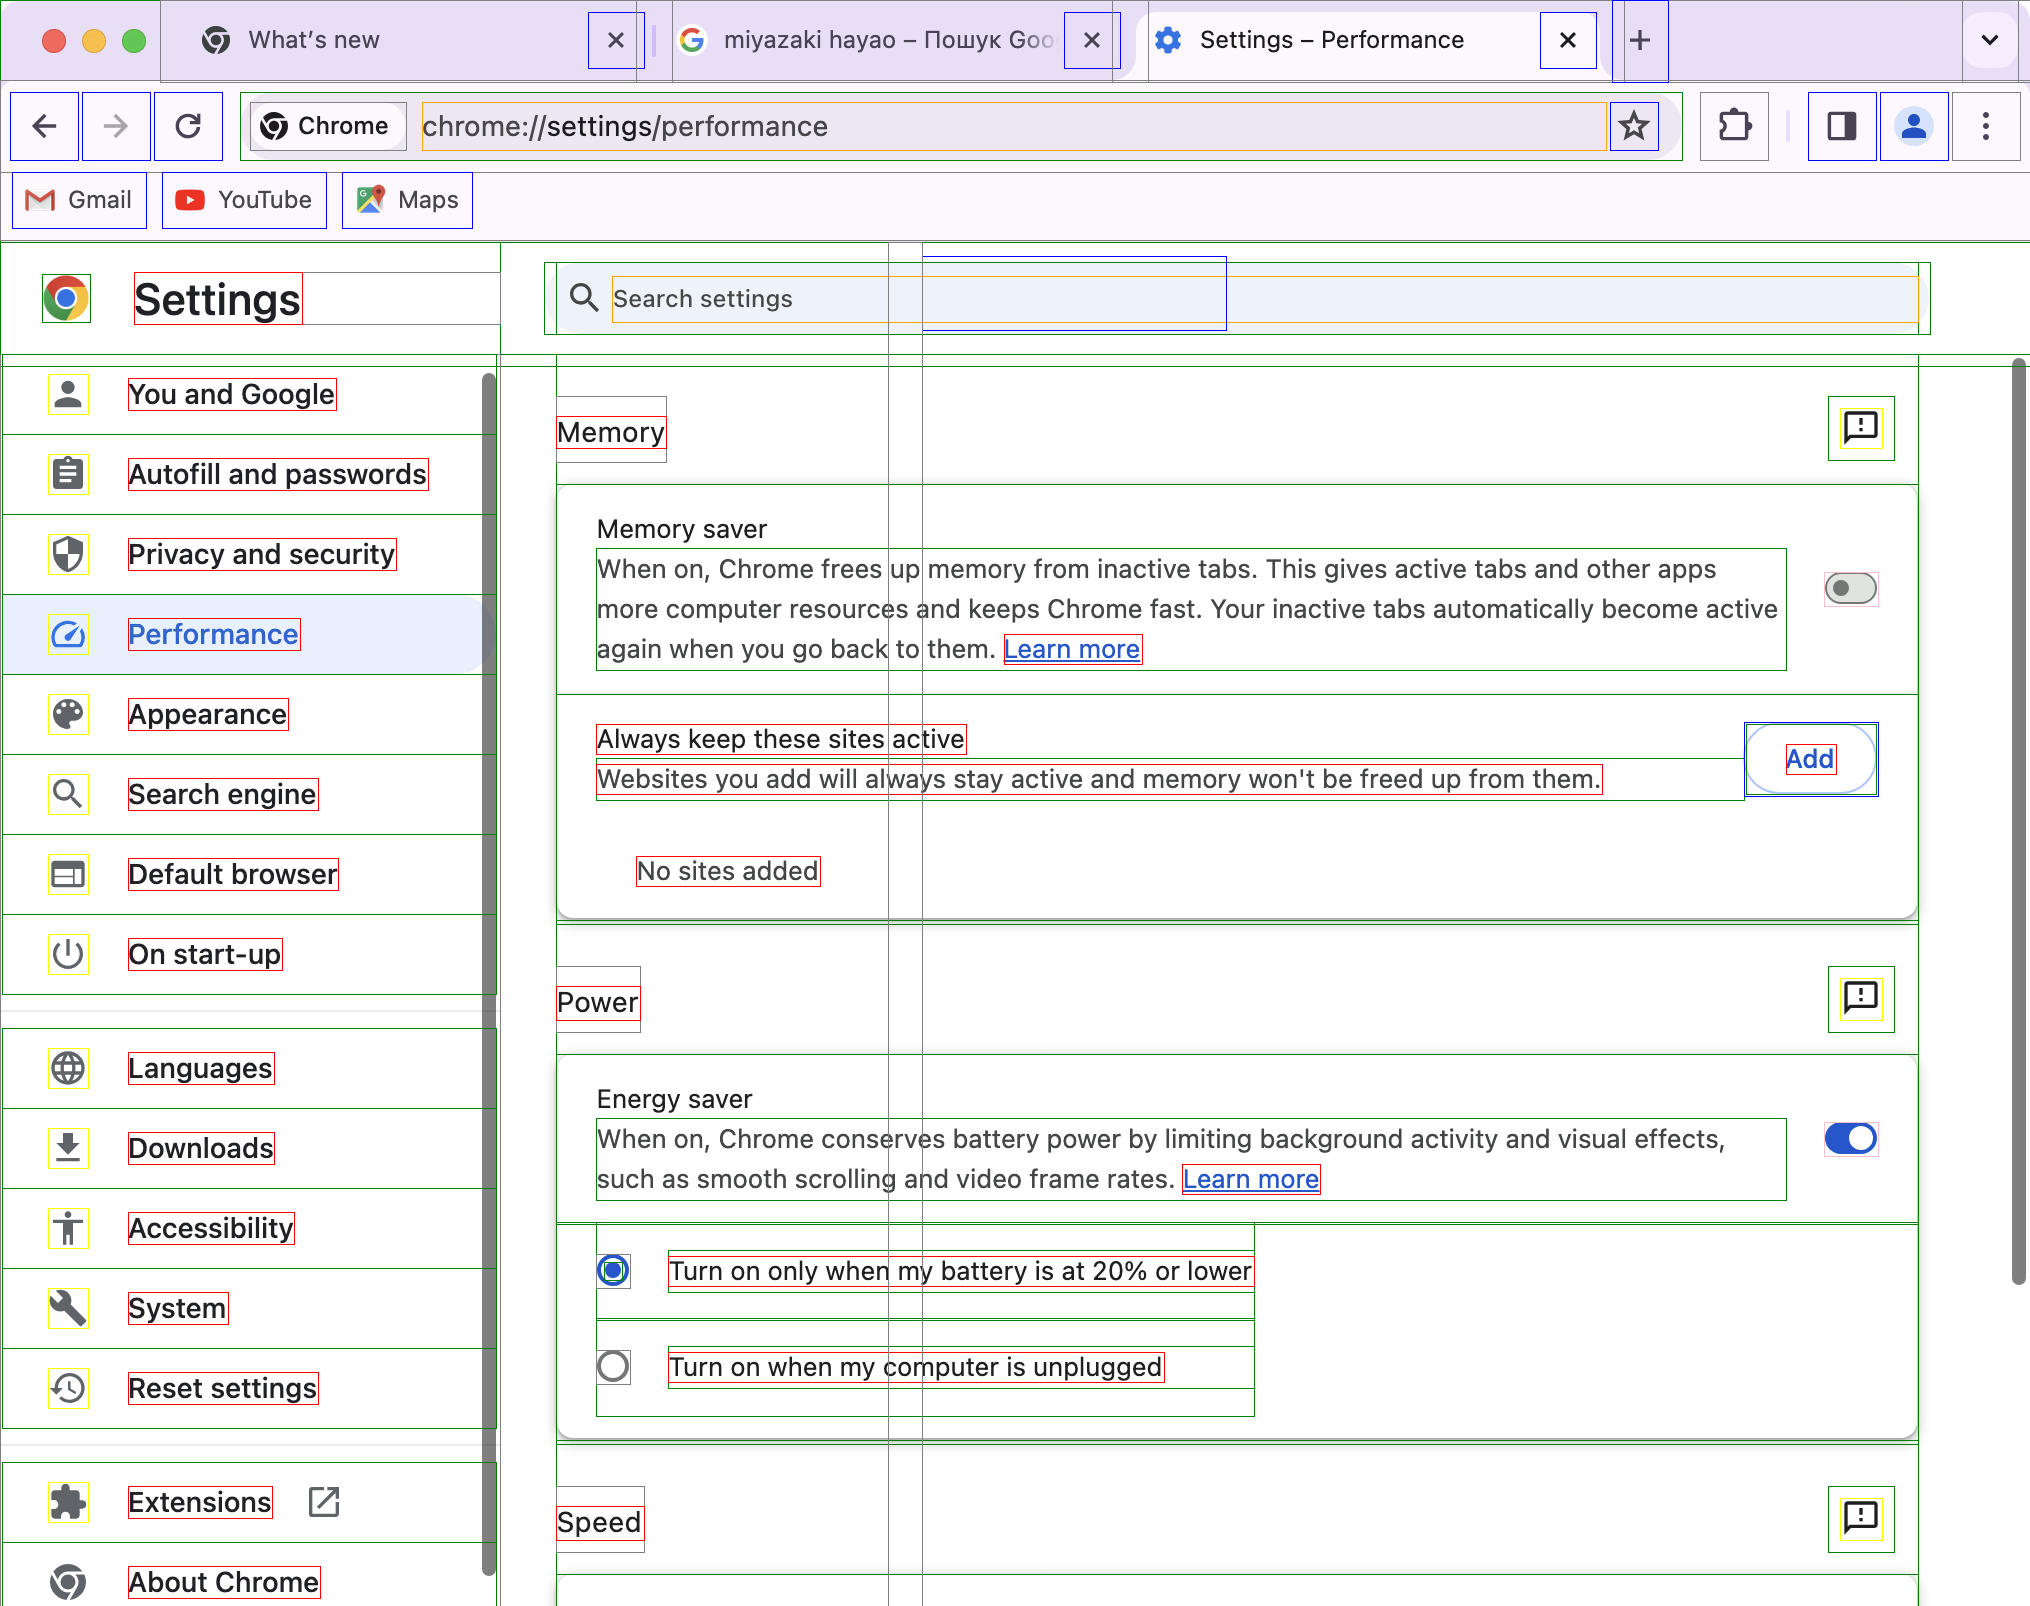 What's new
miyazaki hayao – Пошук Goo
Settings – Performance
Chrome
chrome://settings/performance
Gmail
YouTube
Maps
Settings
Search settings
You and Google
Autofill and passwords
Privacy and security
Performance
Appearance
Search engine
Default browser
On start-up
Languages
Downloads
Accessibility
System
Reset settings
Extensions
About Chrome
Memory
Memory saver
When on, Chrome frees up memory from inactive tabs. This gives active tabs and other apps
more computer resources and keeps Chrome fast. Your inactive tabs automatically become active
again when you go back to them. Learn more
Always keep these sites active
Websites you add will always stay active and memory won't be freed up from them.
Add
No sites added
Power
Energy saver
When on, Chrome conserves battery power by limiting background activity and visual effects,
such as smooth scrolling and video frame rates. Learn more
Turn on only when my battery is at 20% or lower
Turn on when my computer is unplugged
Speed